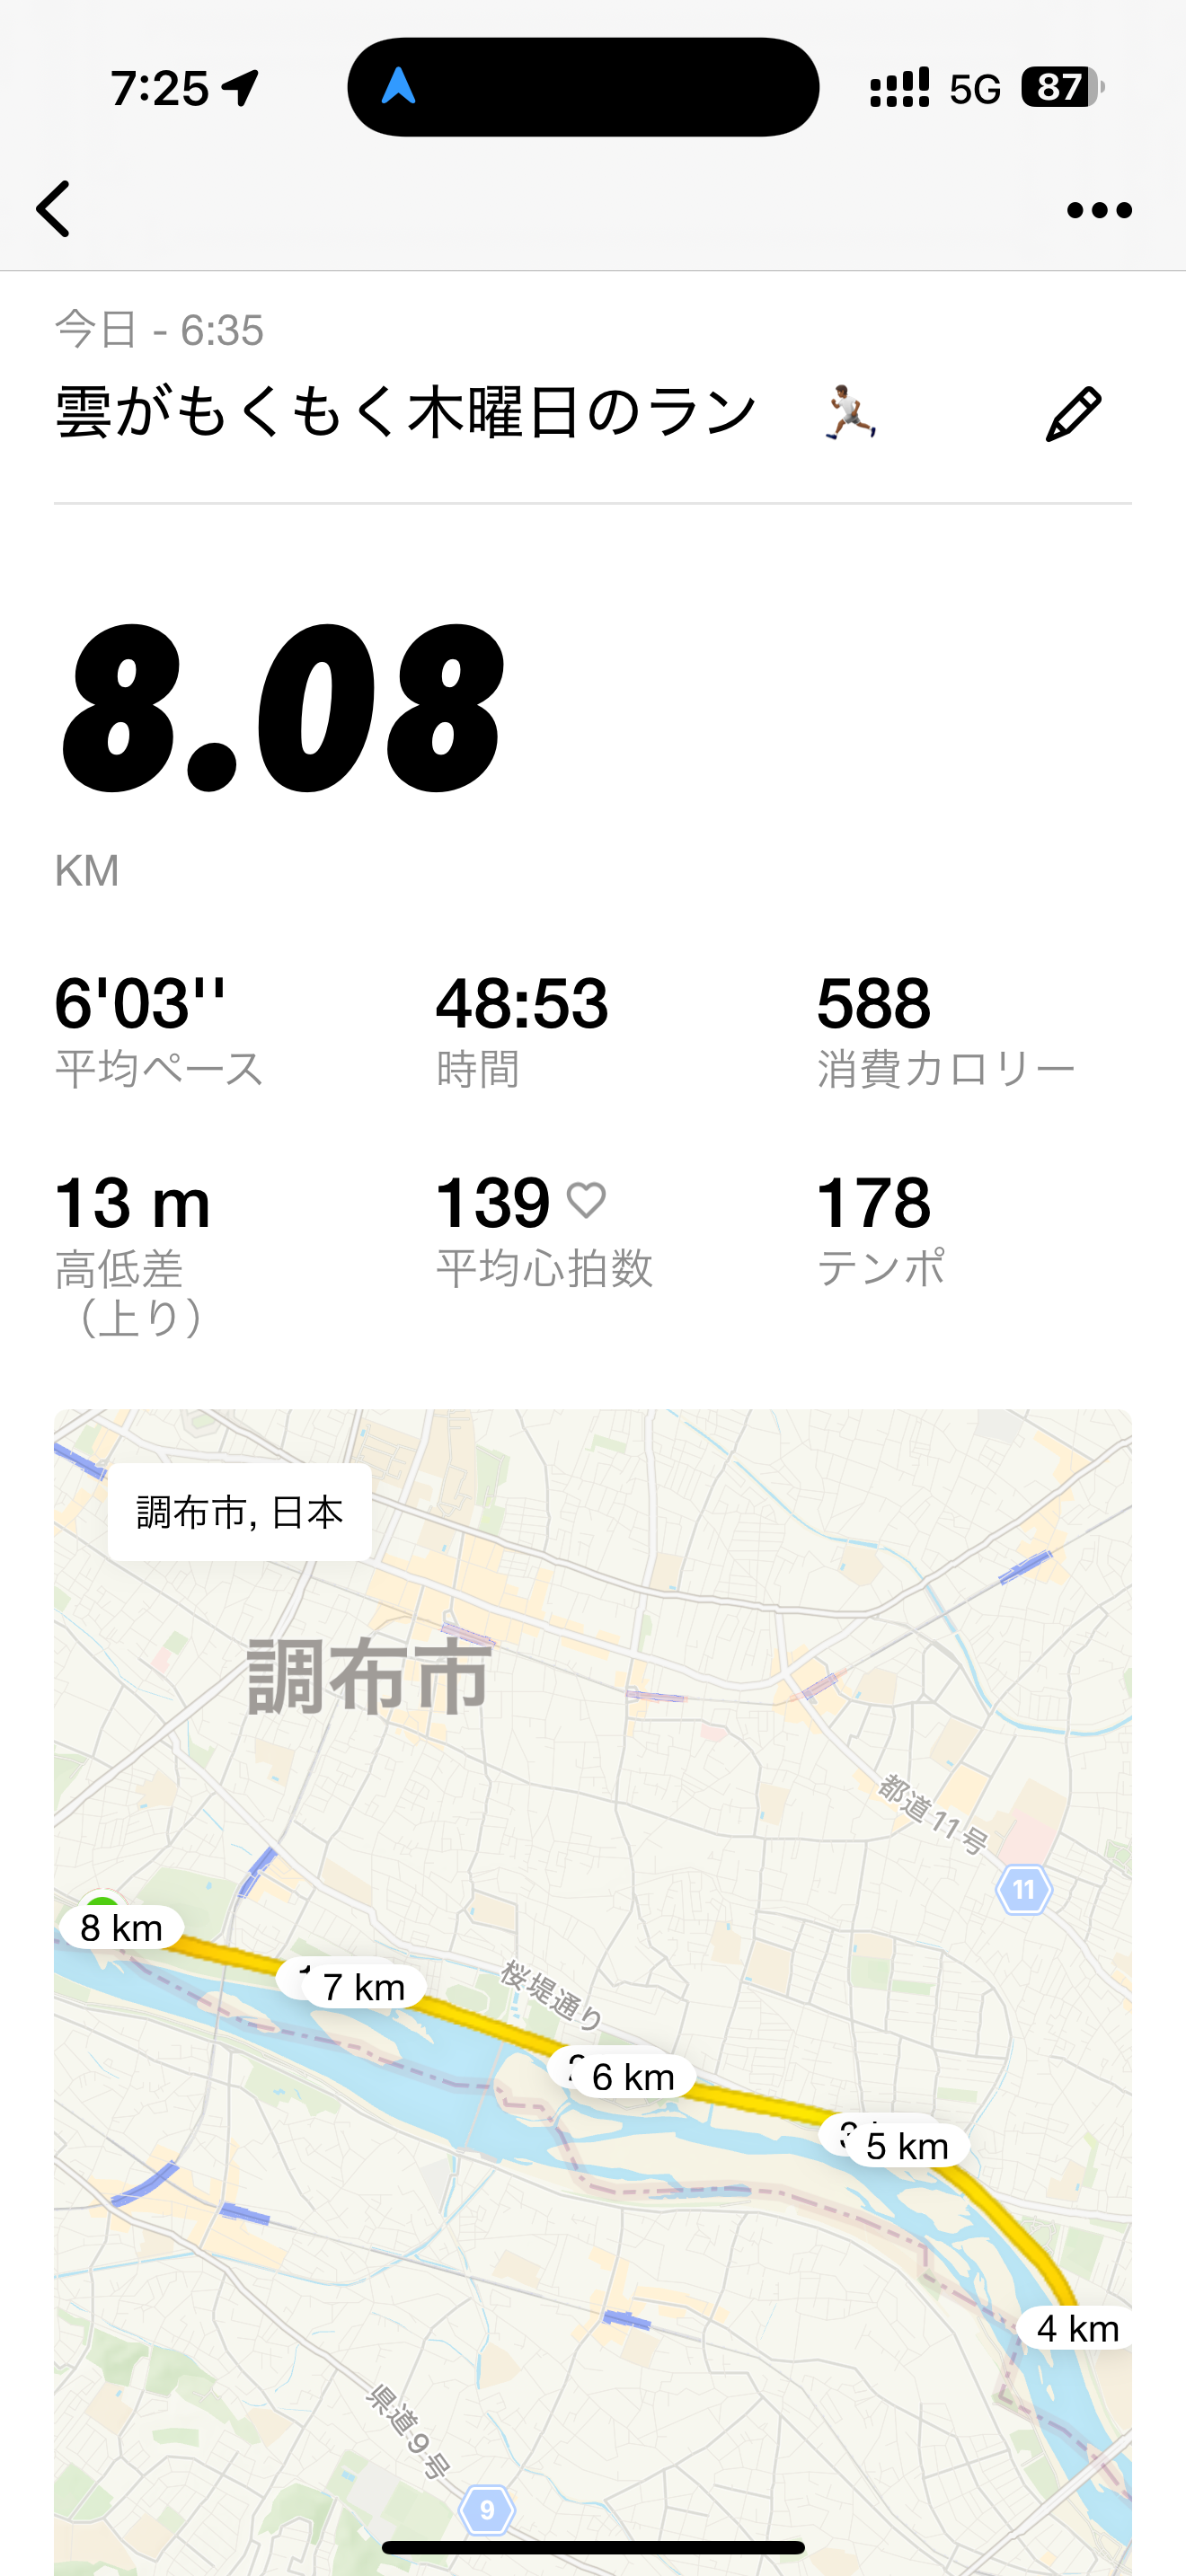 7:25
5G 87
今日 - 6:35
雲がもくもく木曜日のラン
8.08
KM
6'03'' 48:53 588
平均ペース 時間 消費カロリー
13 m 139 178
高低差 平均心拍数 テンポ
（上り）
調布市, 日本
調布市
都道11号
11
8 km
桜堤通り
7 km
6 km
5 km
4 km
県道9号
9